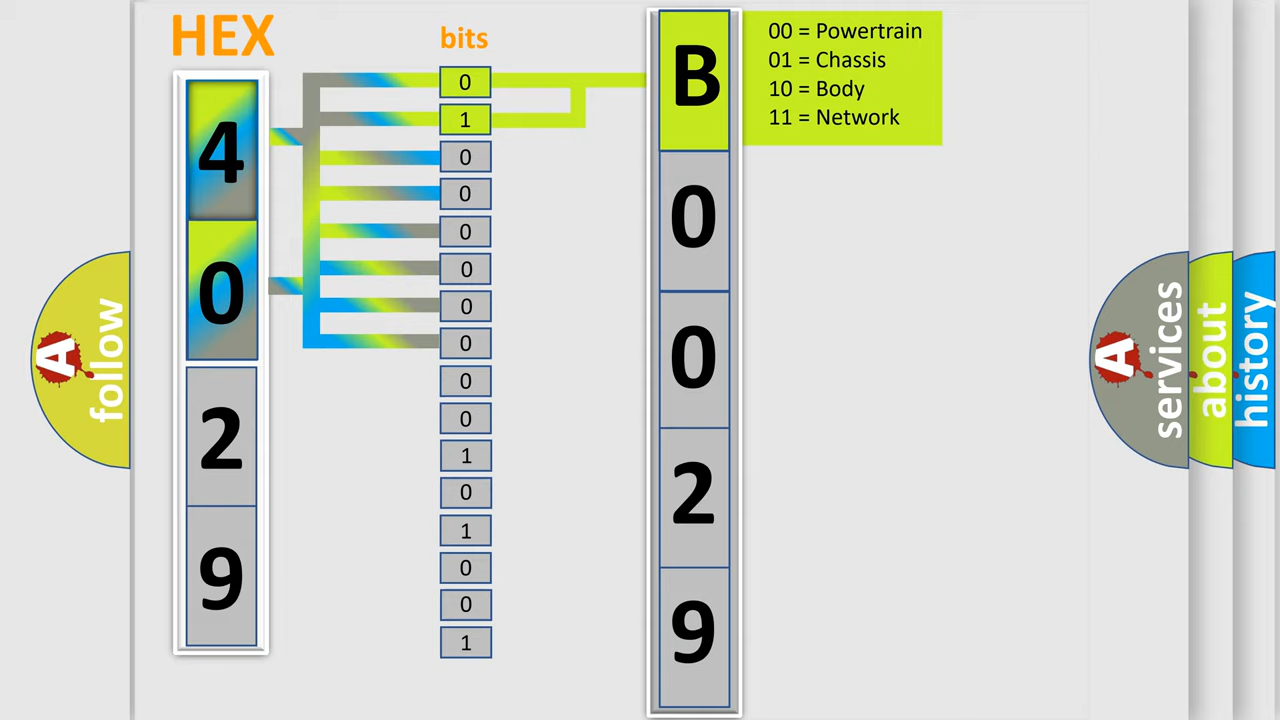 HEX
bits
4
0
2
9
0
1
0
0
0
0
0
0
0
0
1
0
1
0
0
1
B
0
0
2
9
00 = Powertrain
01 = Chassis
10 = Body
11 = Network
A
follow
A
services
about
history